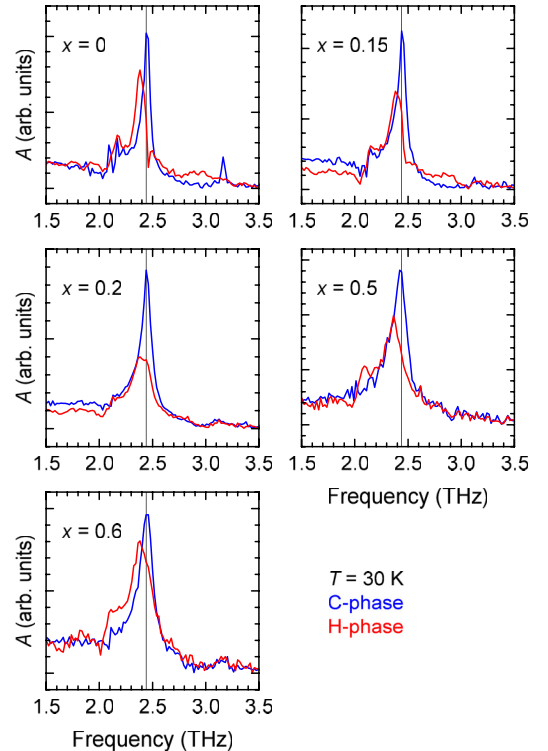 x = 0
x = 0.15
A (arb. units)
1.5 2.0 2.5 3.0 3.5
1.5 2.0 2.5 3.0 3.5
x = 0.2
x = 0.5
A (arb. units)
1.5 2.0 2.5 3.0 3.5
1.5 2.0 2.5 3.0 3.5
Frequency (THz)
x = 0.6
A (arb. units)
T = 30 K
C-phase
H-phase
1.5 2.0 2.5 3.0 3.5
Frequency (THz)